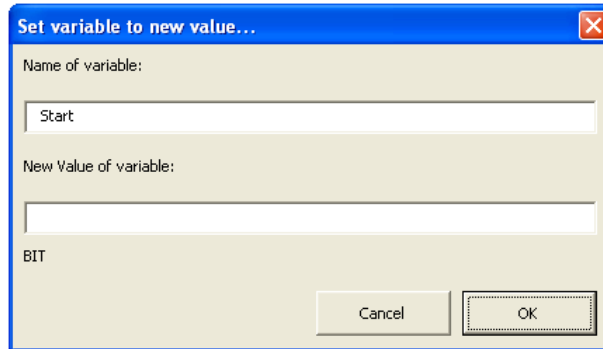 Set variable to new value...
Name of variable:
Start
New Value of variable:
BIT
Cancel
OK